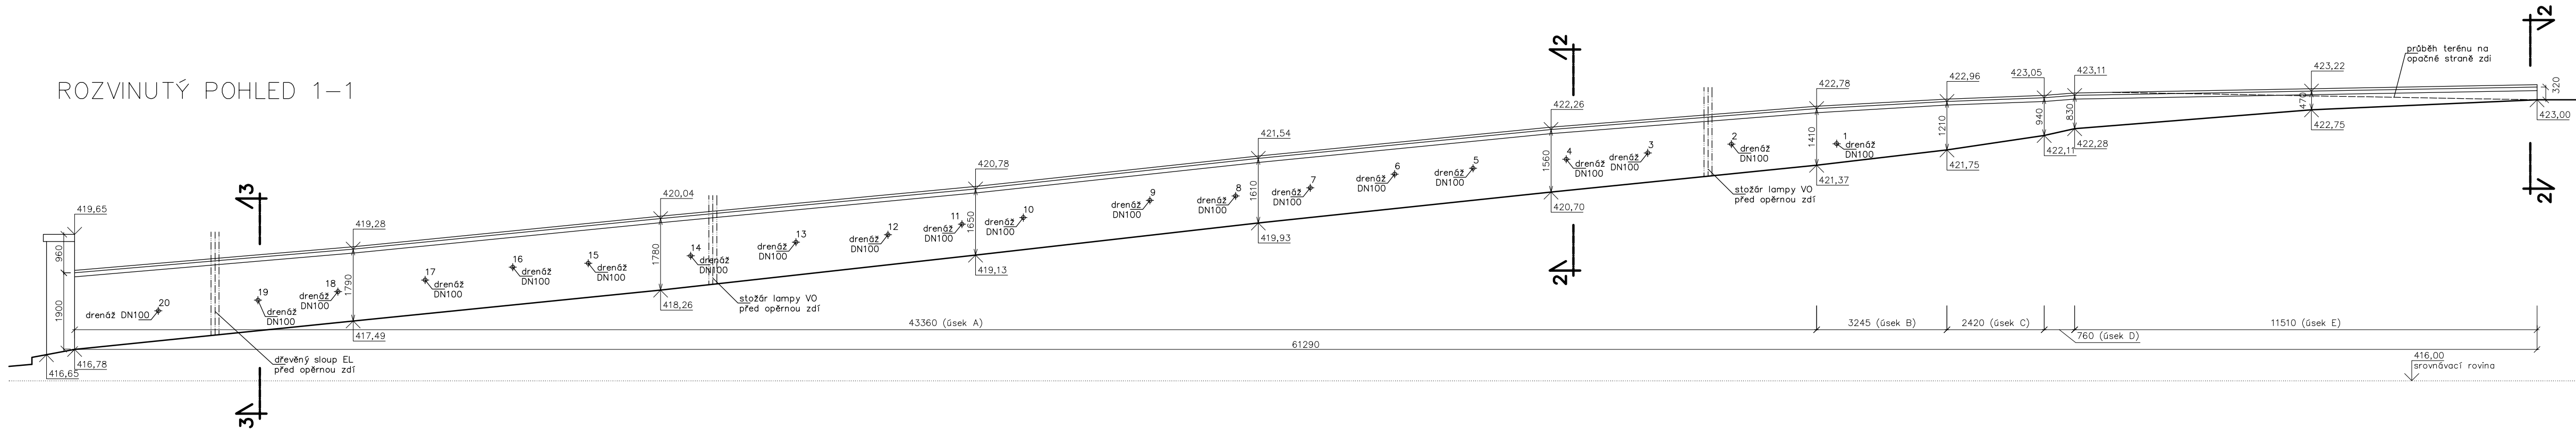 ROZVINUTÝ POHLED 1-1
2
2
průběh terénu na
opačné straně zdi
423,22
423,11
423,05
422,96
422,78
422,26
421,54
420,78
420,04
419,28
419,65
320
470
830
940
1210
1410
1560
1610
1650
1780
1790
960
1900
423,00
422,75
422,28
422,11
421,75
421,37
420,70
419,93
419,13
418,26
417,49
416,78
416,65
1
drenáž
DN100
2
drenáž
DN100
3
drenáž
DN100
4
drenáž
DN100
5
drenáž
DN100
6
drenáž
DN100
7
drenáž
DN100
8
drenáž
DN100
9
drenáž
DN100
10
drenáž
DN100
11
drenáž
DN100
12
drenáž
DN100
13
drenáž
DN100
14
drenáž
DN100
15
drenáž
DN100
16
drenáž
DN100
17
drenáž
DN100
18
drenáž
DN100
19
drenáž
DN100
20
drenáž DN100
stožár lampy VO
před opěrnou zdí
stožár lampy VO
před opěrnou zdí
dřevěný sloup EL
před opěrnou zdí
3
3
2
2
43360 (úsek A)
3245 (úsek B)
2420 (úsek C)
760 (úsek D)
11510 (úsek E)
61290
416,00
srovnávací rovina